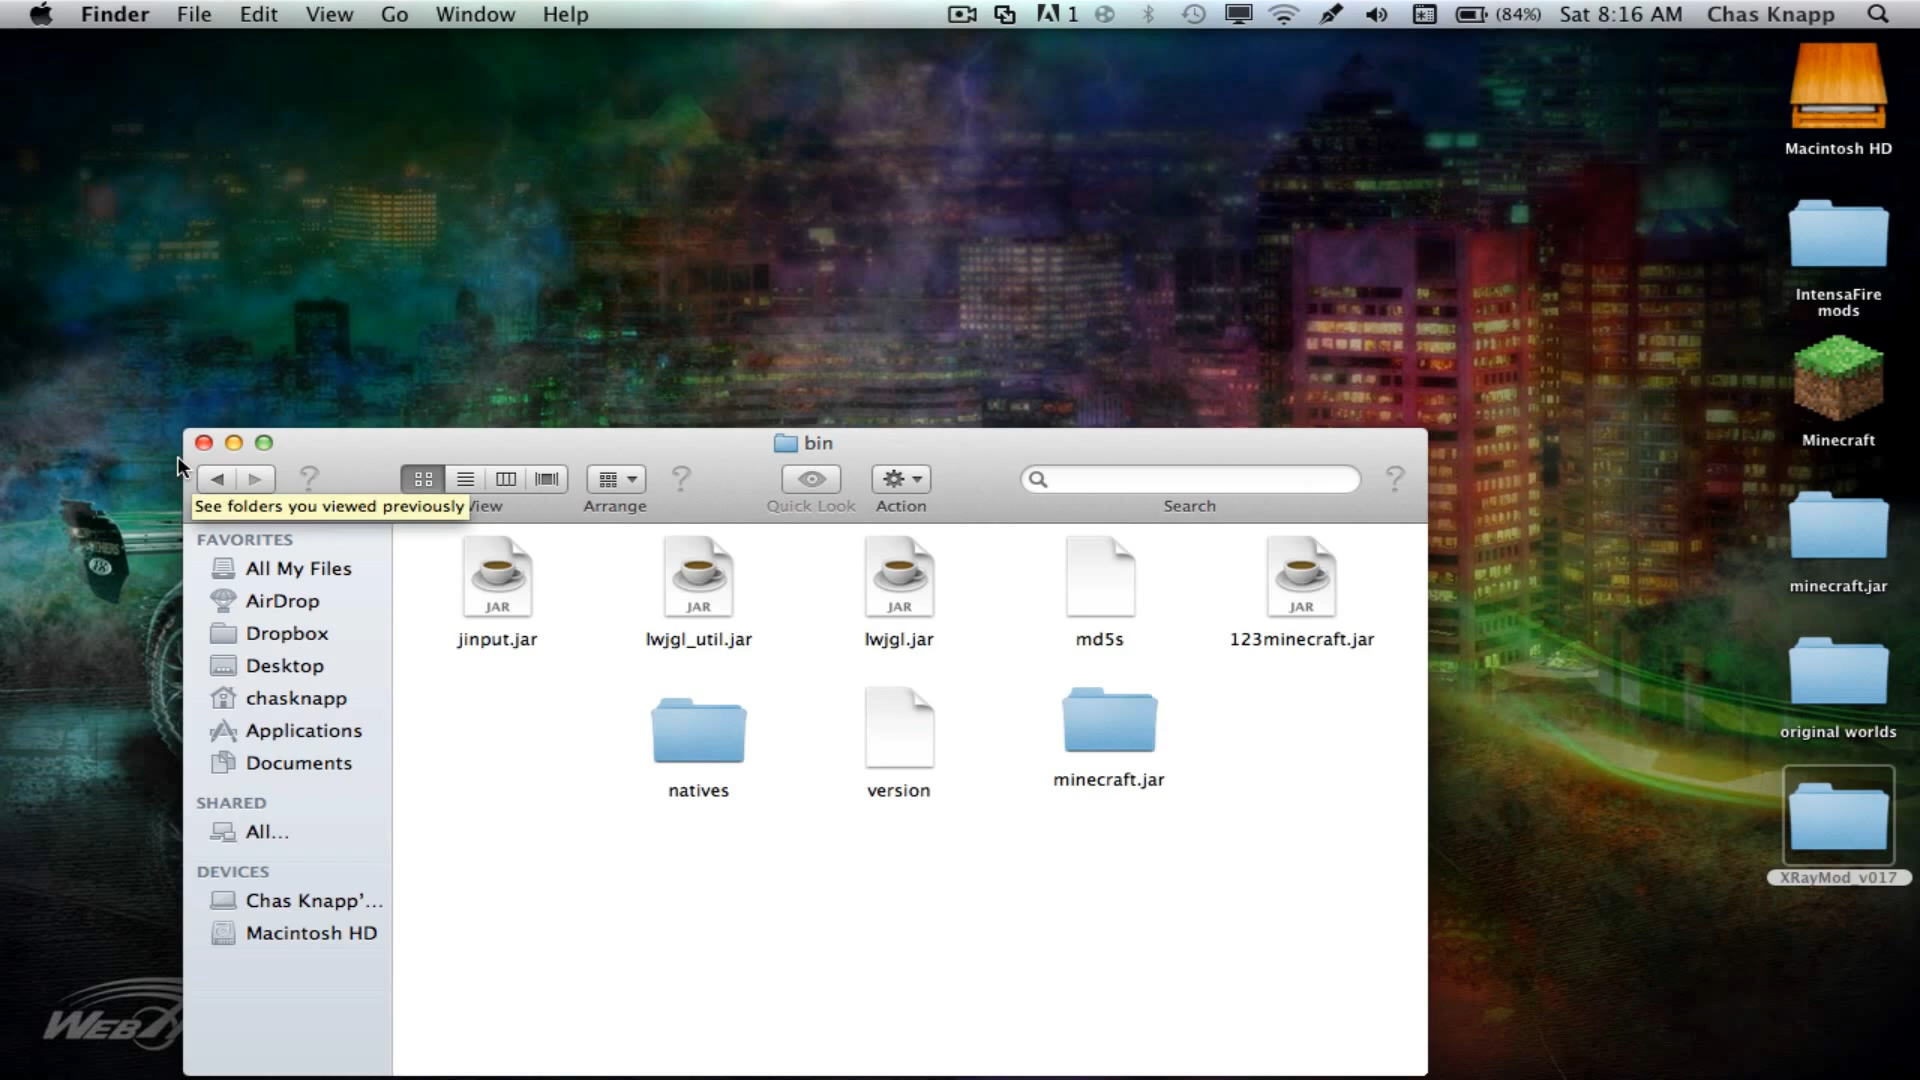 Finder File Edit View Go Window Help
1 (84%) Sat 8:16 AM Chas Knapp
Macintosh HD
IntensaFire
mods
Minecraft
minecraft.jar
original worlds
XRayMod_v017
bin
See folders you viewed previously
View
Arrange
Quick Look
Action
Search
FAVORITES
All My Files
AirDrop
Dropbox
Desktop
chasknapp
Applications
Documents
SHARED
All...
DEVICES
Chas Knapp'...
Macintosh HD
JAR
jinput.jar
JAR
lwjgl_util.jar
JAR
lwjgl.jar
md5s
JAR
123minecraft.jar
natives
version
minecraft.jar